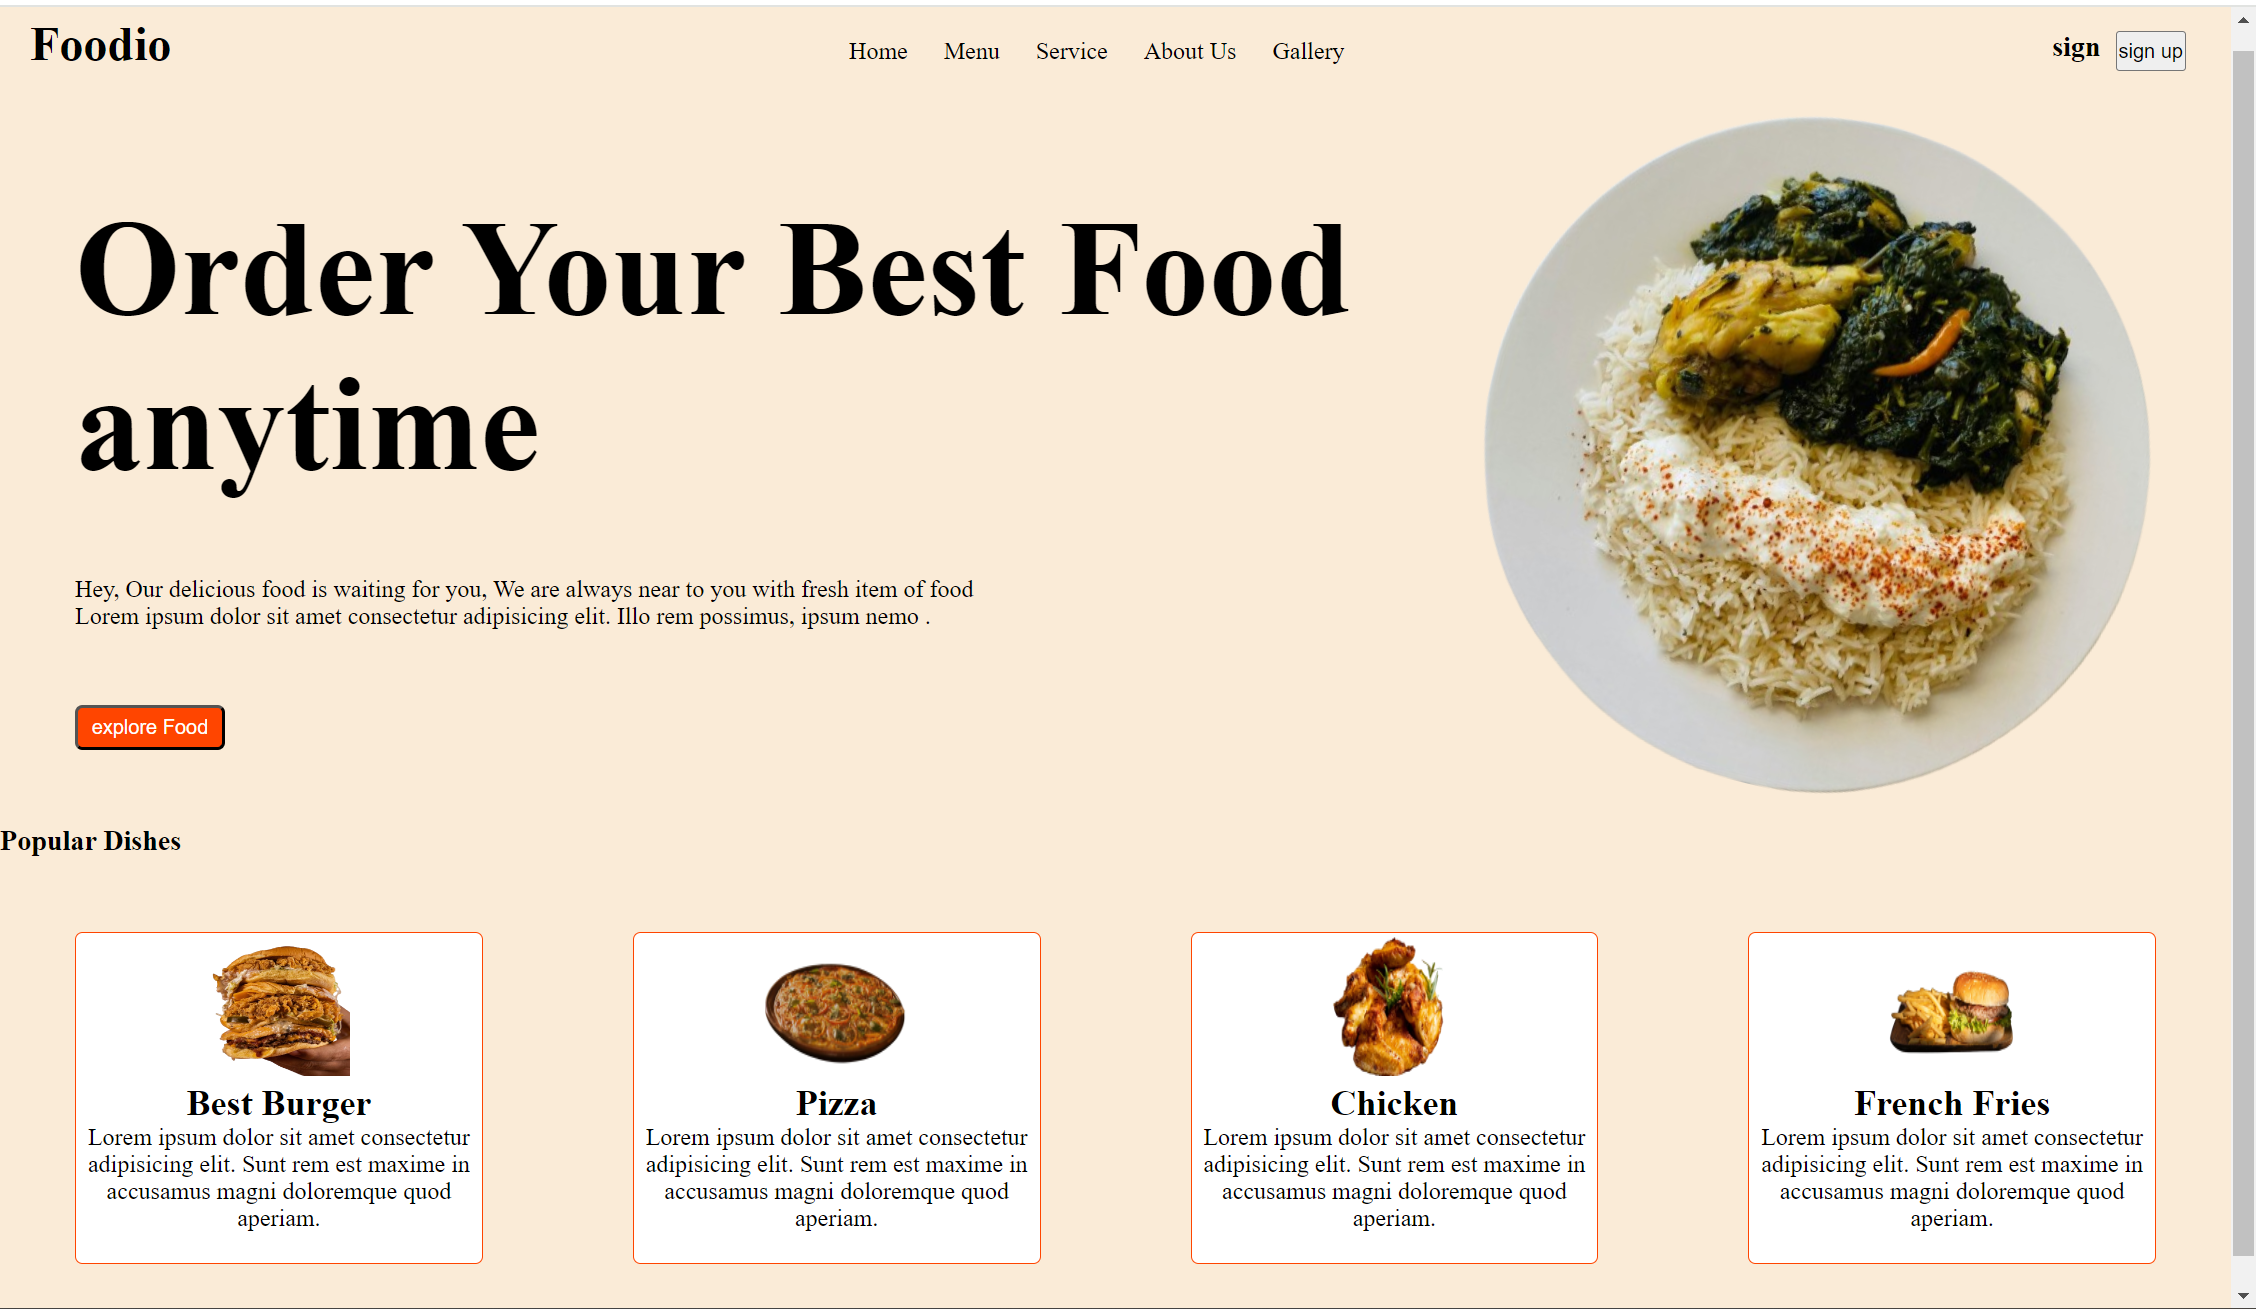 Foodio
Home Menu Service About Us Gallery
sign sign up
Order Your Best Food
anytime
Hey, Our delicious food is waiting for you, We are always near to you with fresh item of food
Lorem ipsum dolor sit amet consectetur adipisicing elit. Illo rem possimus, ipsum nemo .
explore Food
Popular Dishes
Best Burger
Lorem ipsum dolor sit amet consectetur
adipisicing elit. Sunt rem est maxime in
accusamus magni doloremque quod
aperiam.
Pizza
Lorem ipsum dolor sit amet consectetur
adipisicing elit. Sunt rem est maxime in
accusamus magni doloremque quod
aperiam.
Chicken
Lorem ipsum dolor sit amet consectetur
adipisicing elit. Sunt rem est maxime in
accusamus magni doloremque quod
aperiam.
French Fries
Lorem ipsum dolor sit amet consectetur
adipisicing elit. Sunt rem est maxime in
accusamus magni doloremque quod
aperiam.